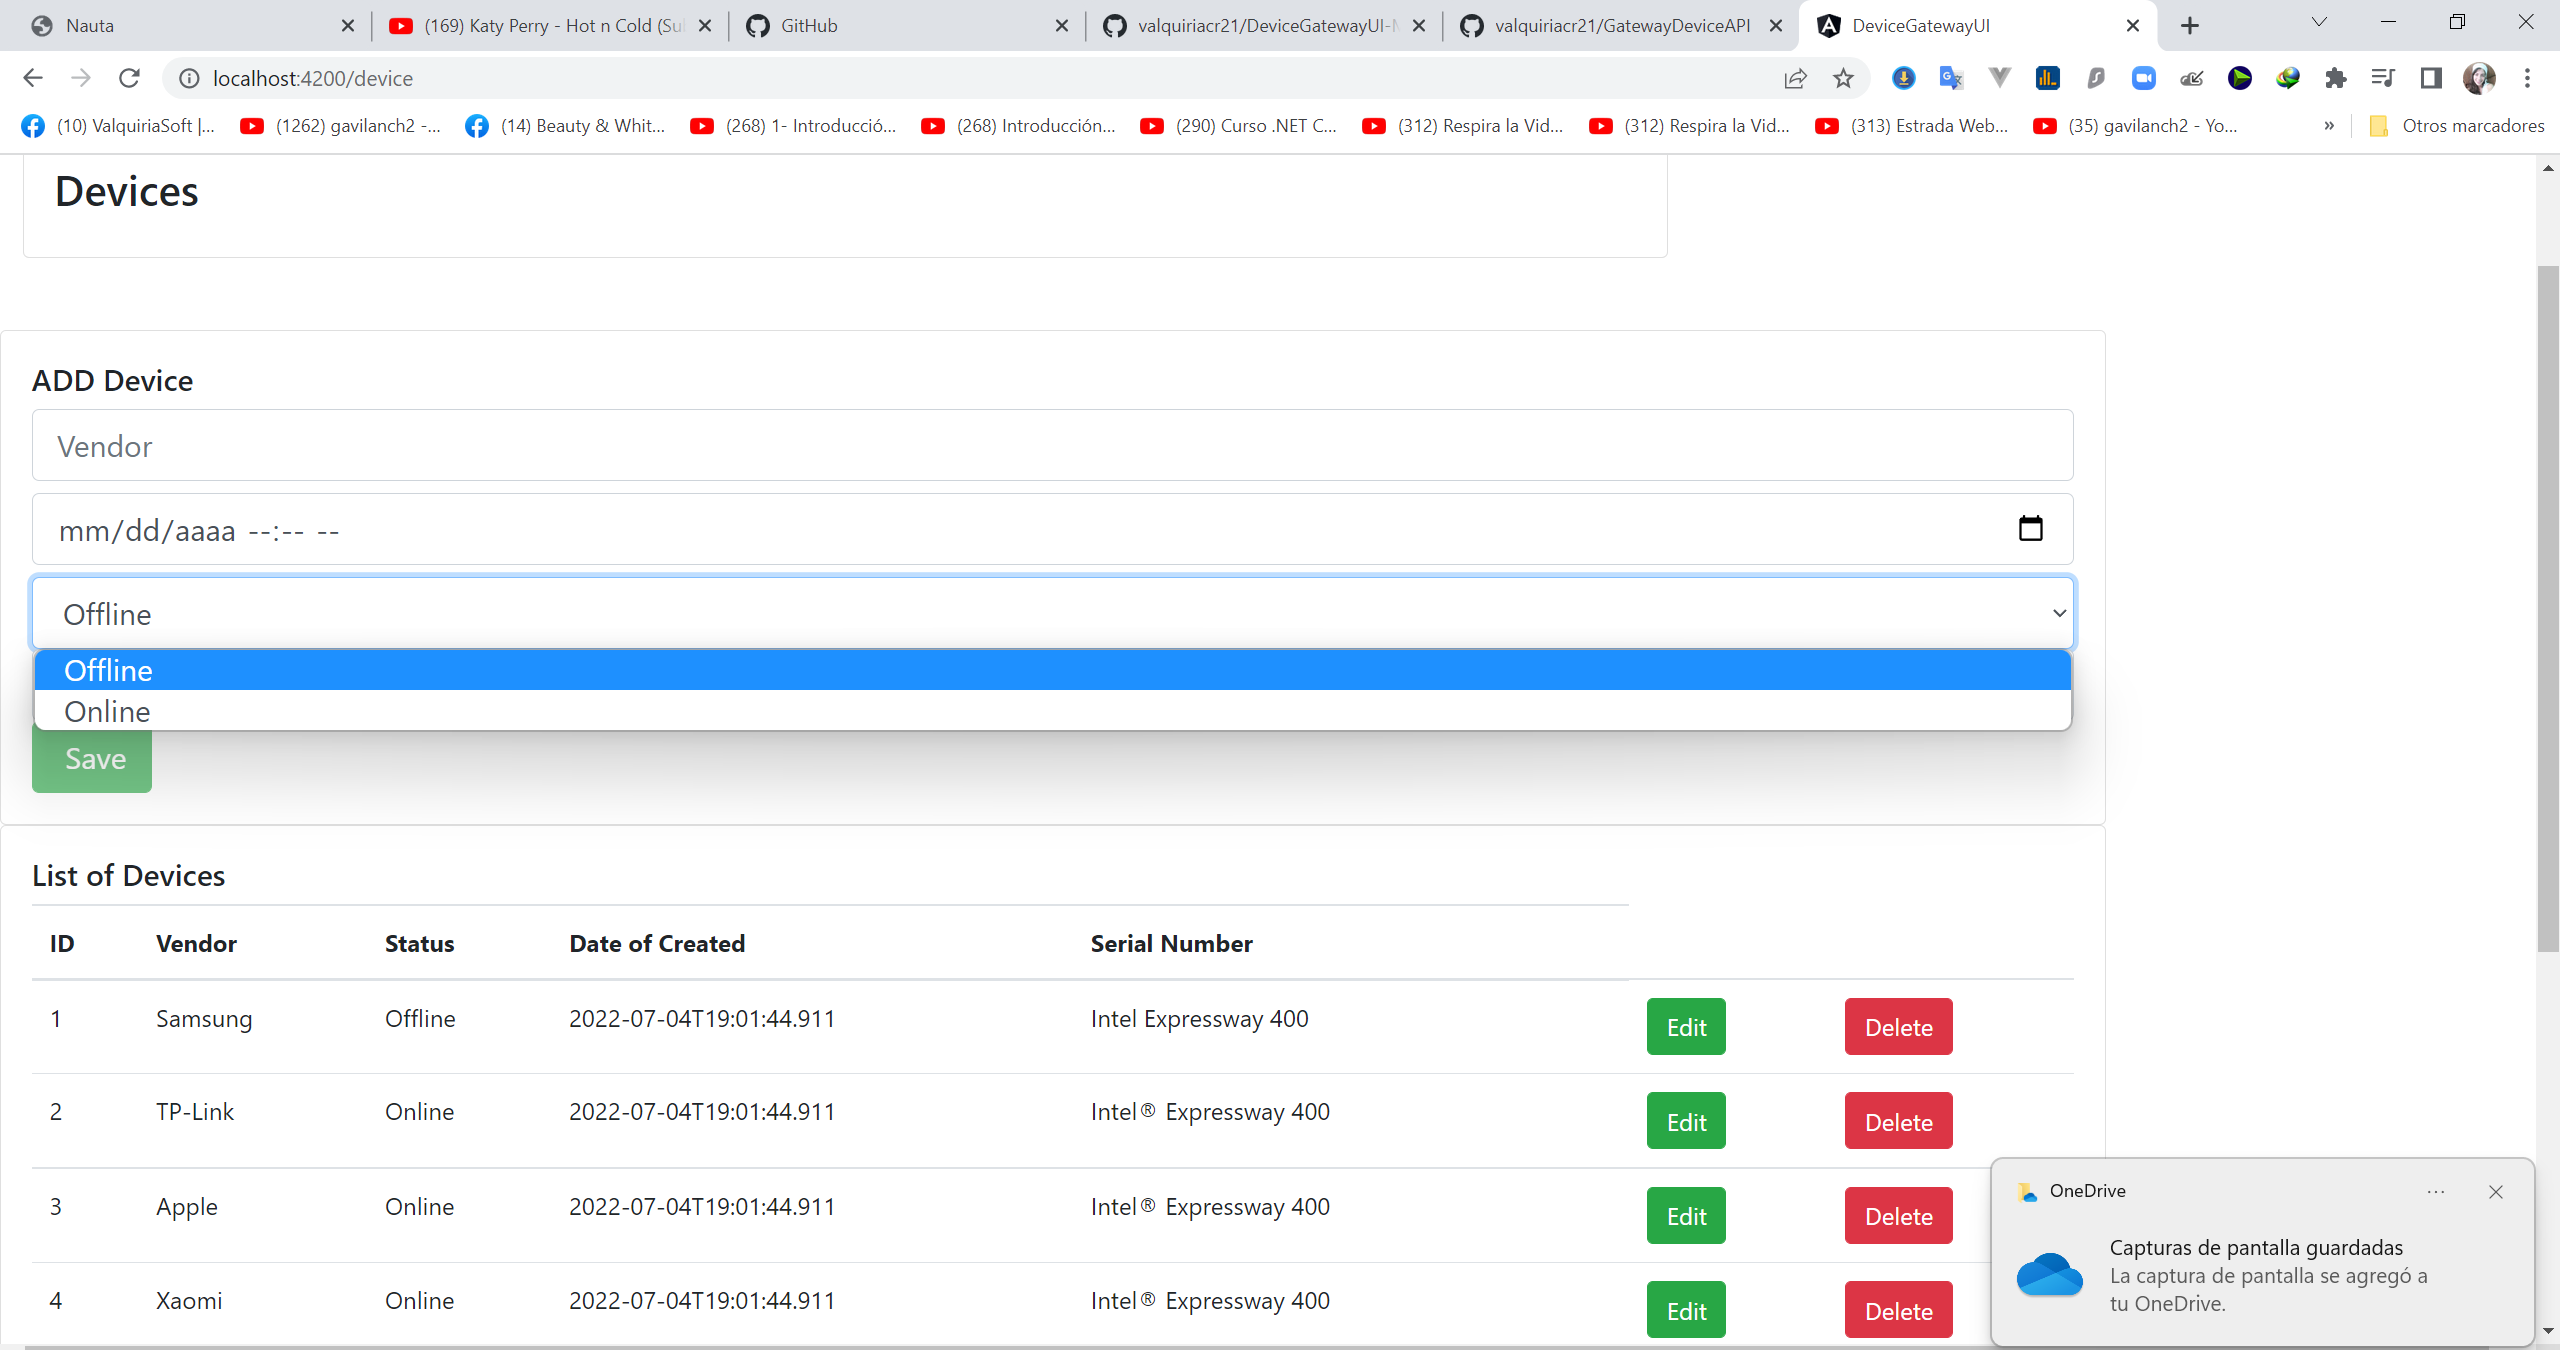 Nauta
(169) Katy Perry - Hot n Cold (Su
GitHub
valquiriacr21/DeviceGatewayUI-
valquiriacr21/GatewayDeviceAPI
DeviceGatewayUI
localhost:4200/device
(10) ValquiriaSoft |...
(1262) gavilanch2 -...
(14) Beauty & Whit...
(268) 1- Introducció...
(268) Introducción...
(290) Curso .NET C...
(312) Respira la Vid...
(312) Respira la Vid...
(313) Estrada Web...
(35) gavilanch2 - Yo...
»
Otros marcadores
Devices
ADD Device
Vendor
mm/dd/aaaa --:-- --
Offline
Offline
Online
Save
List of Devices
ID Vendor Status Date of Created Serial Number
1 Samsung Offline 2022-07-04T19:01:44.911 Intel Expressway 400 Edit Delete
2 TP-Link Online 2022-07-04T19:01:44.911 Intel® Expressway 400 Edit Delete
3 Apple Online 2022-07-04T19:01:44.911 Intel® Expressway 400 Edit Delete
4 Xaomi Online 2022-07-04T19:01:44.911 Intel® Expressway 400 Edit Delete
OneDrive
Capturas de pantalla guardadas
La captura de pantalla se agregó a
tu OneDrive.